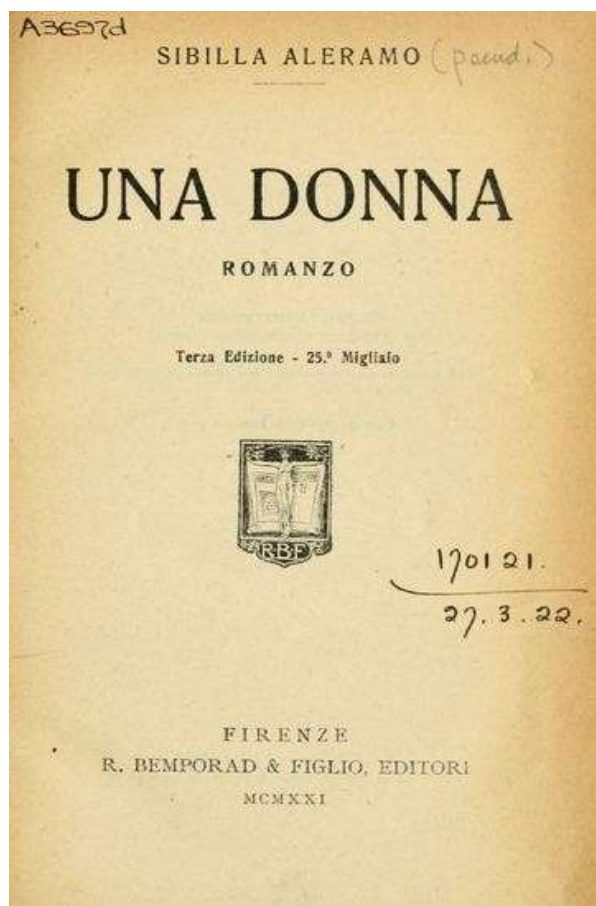 A3697d
SIBILLA ALERAMO (pseud.)
UNA DONNA
ROMANZO
Terza Edizione - 25.º Migliaio
RBF
170121.
27.3.22.
FIRENZE
R. BEMPORAD & FIGLIO, EDITORI
MCMXXI